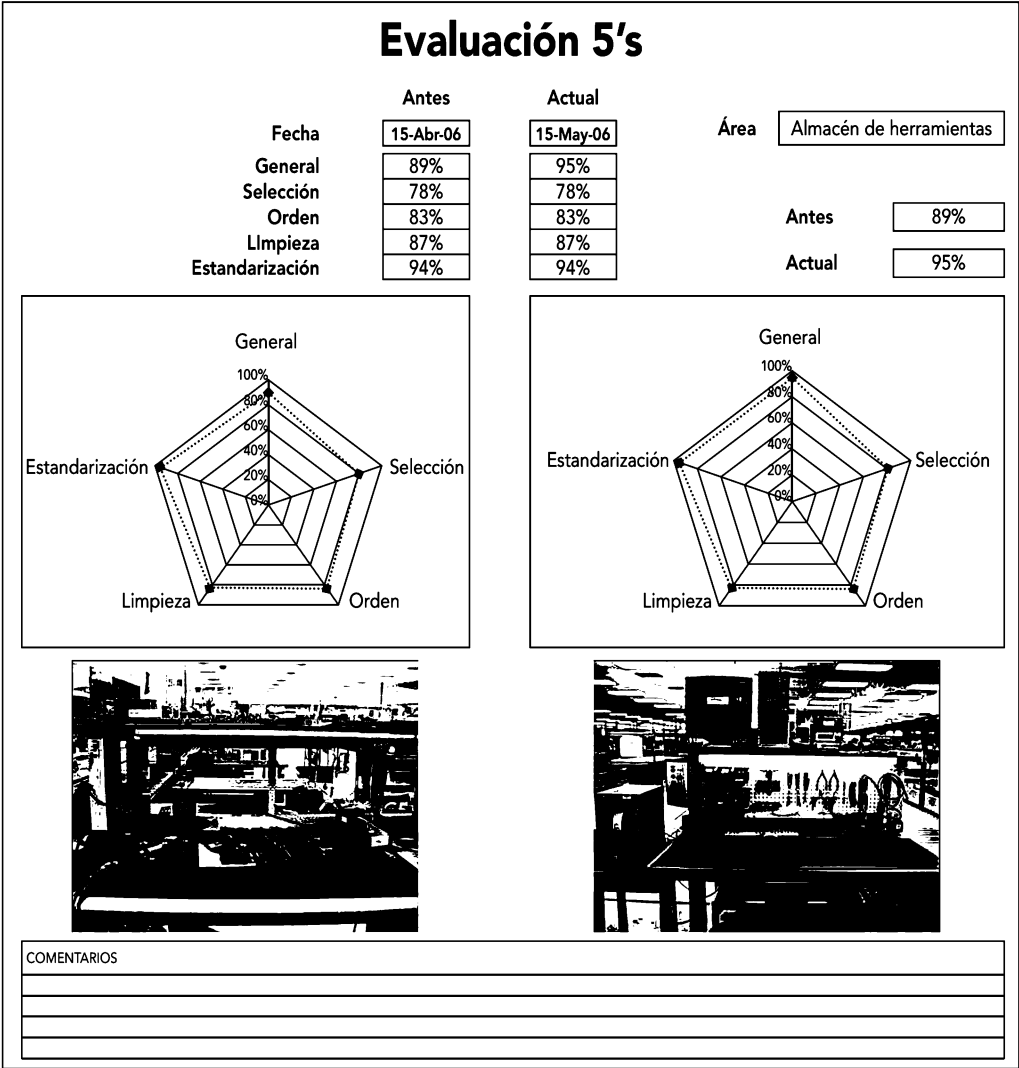 Evaluación 5's
Antes Actual
Fecha 15-Abr-06 15-May-06 Área Almacén de herramientas
General 89% 95%
Selección 78% 78%
Orden 83% 83% Antes 89%
LImpieza 87% 87%
Estandarización 94% 94% Actual 95%
General
100%
80%
60%
40%
20%
0%
Estandarización
Selección
Limpieza
Orden
General
100%
80%
60%
40%
20%
0%
Estandarización
Selección
Limpieza
Orden
COMENTARIOS